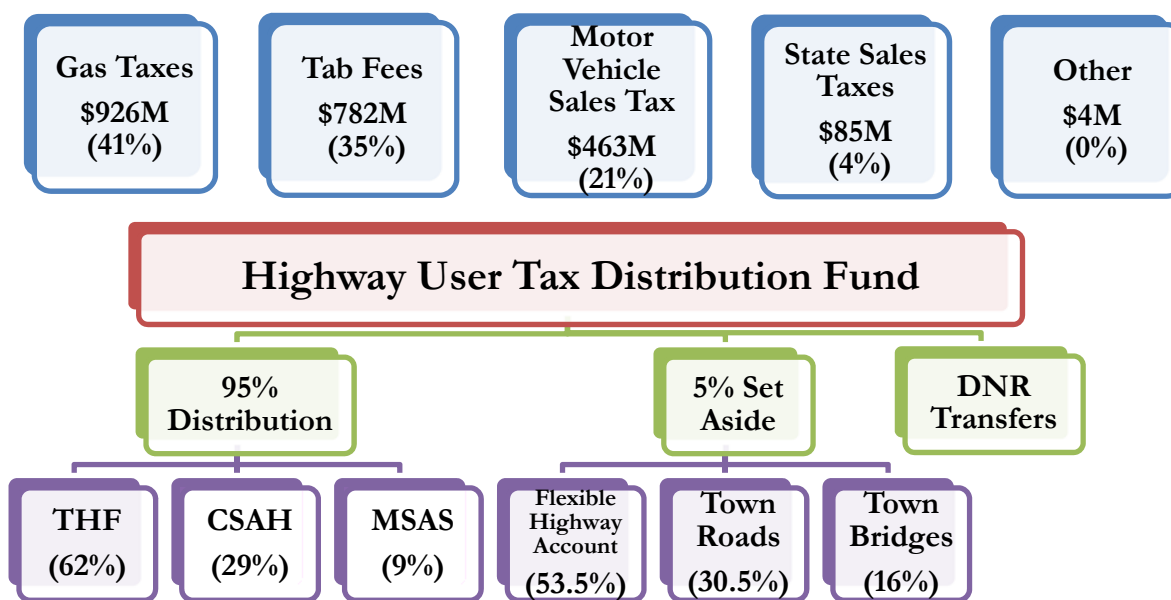 Gas Taxes
$926M
(41%)
Tab Fees
$782M
(35%)
Motor
Vehicle
Sales Tax
$463M
(21%)
State Sales
Taxes
$85M
(4%)
Other
$4M
(0%)
Highway User Tax Distribution Fund
95%
Distribution
5% Set
Aside
DNR
Transfers
THF
(62%)
CSAH
(29%)
MSAS
(9%)
Flexible
Highway
Account
(53.5%)
Town
Roads
(30.5%)
Town
Bridges
(16%)